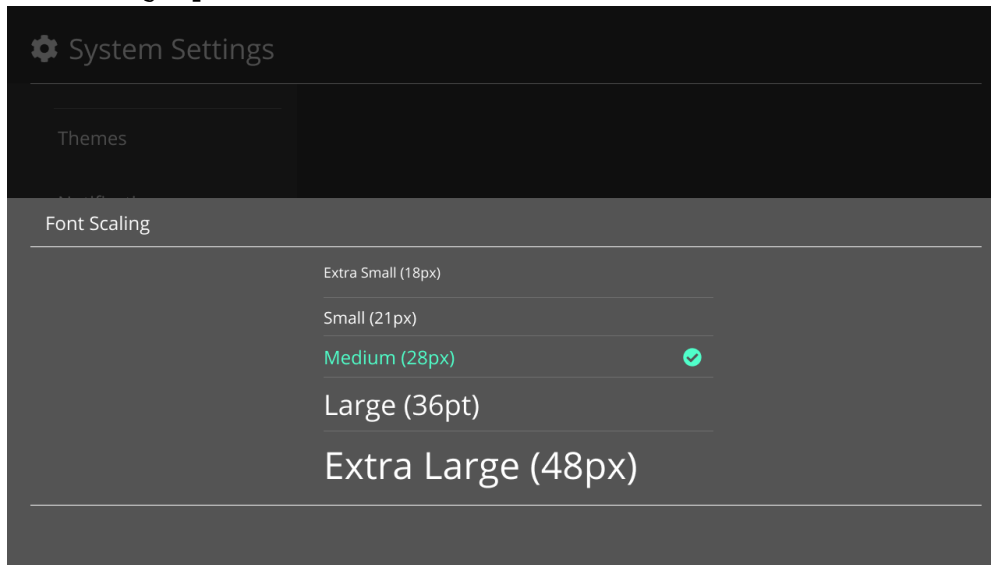 System Settings
Themes
Font Scaling
Extra Small (18px)
Small (21px)
Medium (28px)
Large (36pt)
Extra Large (48px)